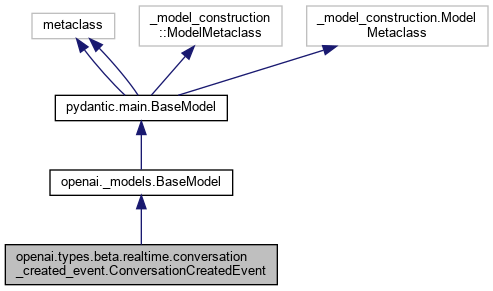 metaclass
_model_construction
::ModelMetaclass
_model_construction.Model
Metaclass
pydantic.main.BaseModel
openai._models.BaseModel
openai.types.beta.realtime.conversation
_created_event.ConversationCreatedEvent